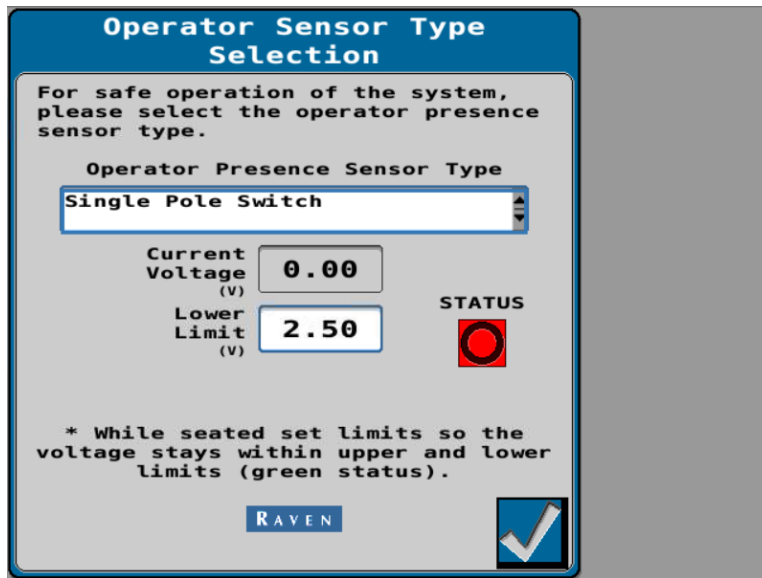 Operator Sensor Type
Selection
For safe operation of the system,
please select the operator presence
sensor type.
Operator Presence Sensor Type
Single Pole Switch
Current
Voltage
(V)
0.00
Lower
Limit
(V)
2.50
STATUS
* While seated set limits so the
voltage stays within upper and lower
limits (green status).
RAVEN